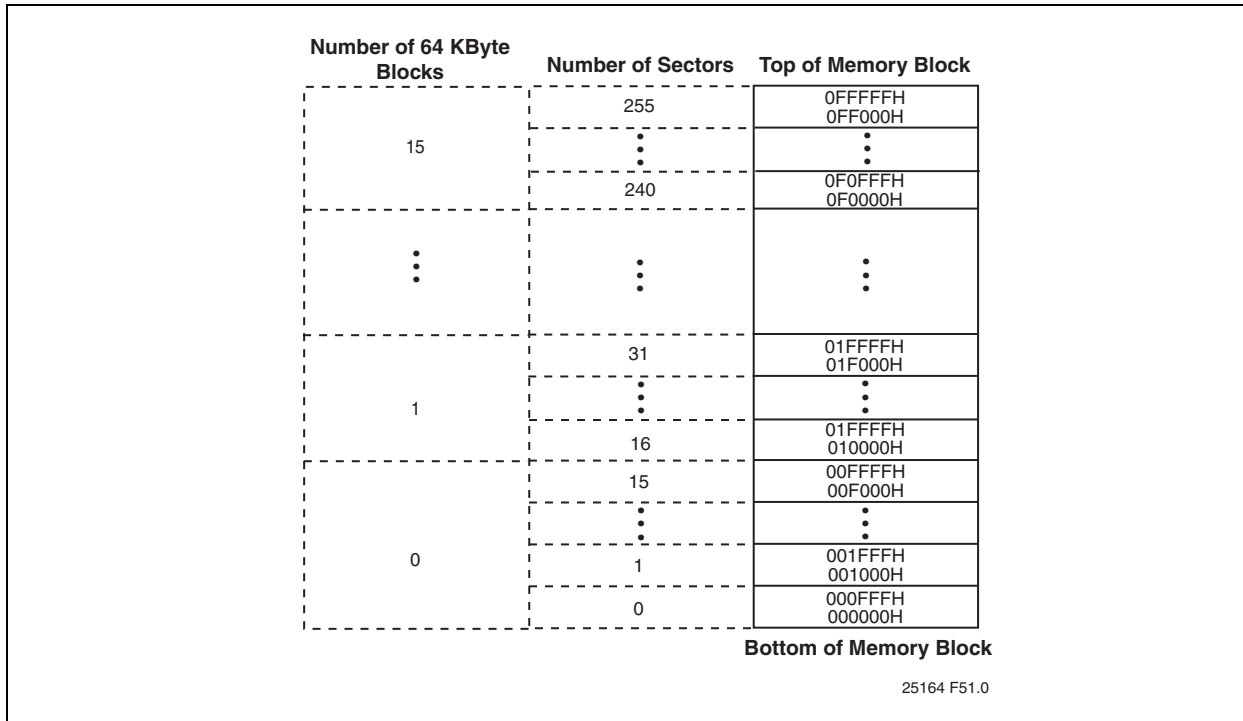 Number of 64 KByte
Blocks
Number of Sectors
Top of Memory Block
15
255
0FFFFFH
0FF000H
240
0F0FFFH
0F0000H
1
31
01FFFFH
01F000H
16
01FFFFH
010000H
0
15
00FFFFH
00F000H
1
001FFFH
001000H
0
000FFFH
000000H
Bottom of Memory Block
25164 F51.0